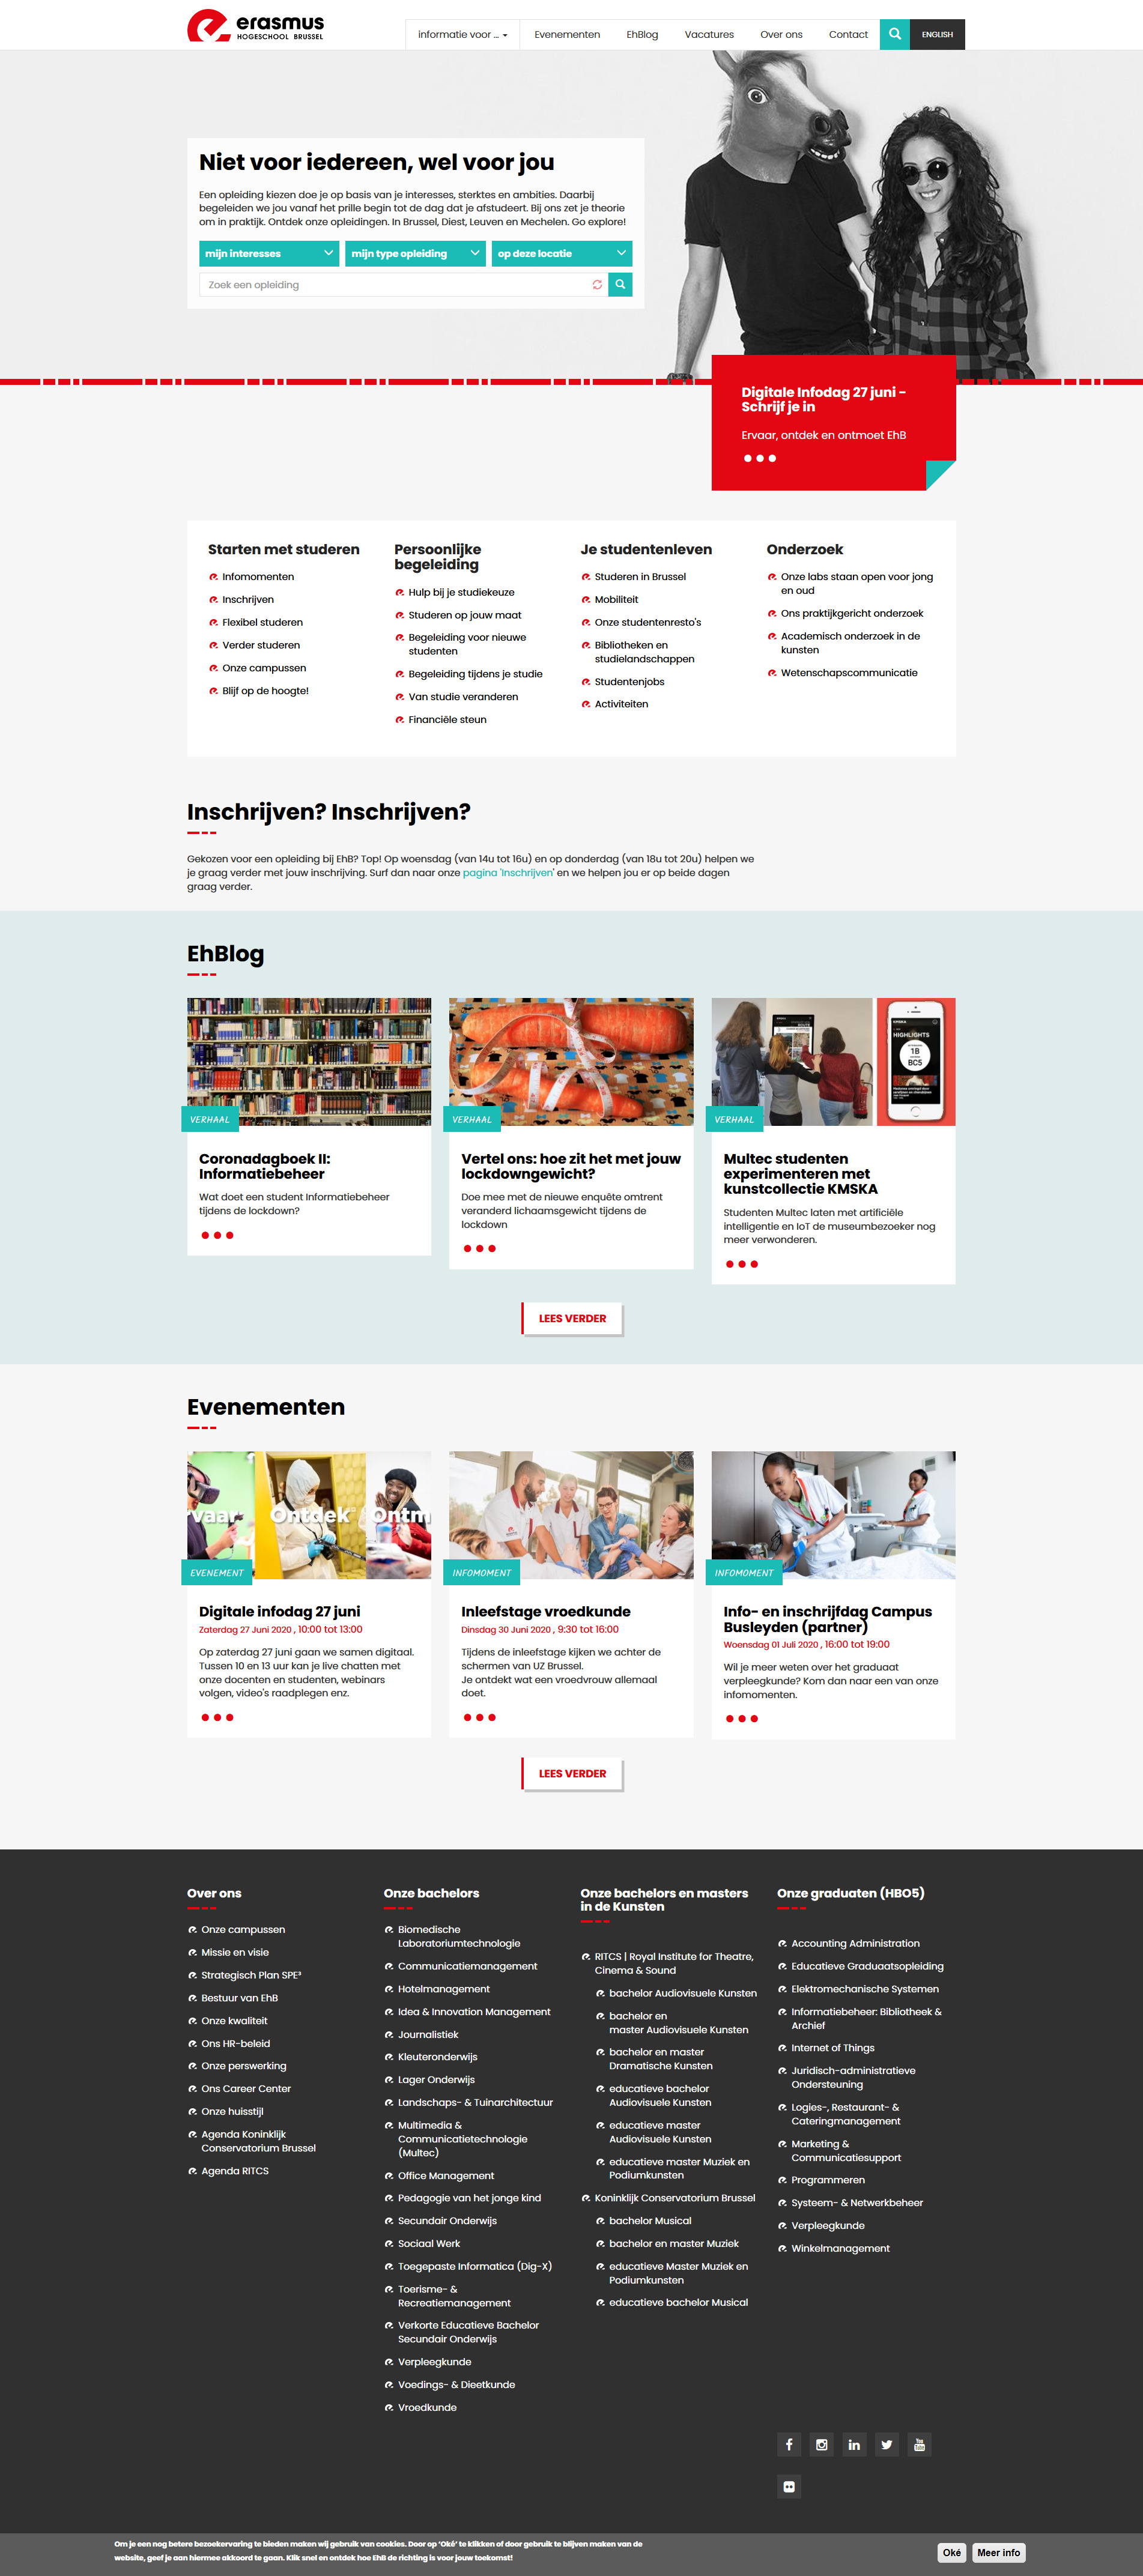 erasmus
HOGESCHOOL BRUSSEL
informatie voor ...
Evenementen
EhBlog
Vacatures
Over ons
Contact
ENGLISH
Niet voor iedereen, wel voor jou
Een opleiding kiezen doe je op basis van je interesses, sterktes en ambities. Daarbij
begeleiden we jou vanaf het prille begin tot de dag dat je afstudeert. Bij ons zet je theorie
om in praktijk. Ontdek onze opleidingen. In Brussel, Diest, Leuven en Mechelen. Go explore!
mijn interesses
mijn type opleiding
op deze locatie
Zoek een opleiding
Digitale Infodag 27 juni -
Schrijf je in
Ervaar, ontdek en ontmoet EhB
Starten met studeren
Infomomenten
Inschrijven
Flexibel studeren
Verder studeren
Onze campussen
Blijf op de hoogte!
Persoonlijke
begeleiding
Hulp bij je studiekeuze
Studeren op jouw maat
Begeleiding voor nieuwe
studenten
Begeleiding tijdens je studie
Van studie veranderen
Financiële steun
Je studentenleven
Studeren in Brussel
Mobiliteit
Onze studentenresto's
Bibliotheken en
studielandschappen
Studentenjobs
Activiteiten
Onderzoek
Onze labs staan open voor jong
en oud
Ons praktijkgericht onderzoek
Academisch onderzoek in de
kunsten
Wetenschapscommunicatie
Inschrijven? Inschrijven?
Gekozen voor een opleiding bij EhB? Top! Op woensdag (van 14u tot 16u) en op donderdag (van 18u tot 20u) helpen we
je graag verder met jouw inschrijving. Surf dan naar onze pagina 'Inschrijven' en we helpen jou er op beide dagen
graag verder.
EhBlog
HIGHLIGHTS
1B
BC5
VERHAAL
Coronadagboek II:
Informatiebeheer
Wat doet een student Informatiebeheer
tijdens de lockdown?
VERHAAL
Vertel ons: hoe zit het met jouw
lockdowngewicht?
Doe mee met de nieuwe enquête omtrent
veranderd lichaamsgewicht tijdens de
lockdown
VERHAAL
Multec studenten
experimenteren met
kunstcollectie KMSKA
Studenten Multec laten met artificiële
intelligentie en IoT de museumbezoeker nog
meer verwonderen.
LEES VERDER
Evenementen
rvaar
Ontdek
Ontm
EVENEMENT
Digitale infodag 27 juni
Zaterdag 27 Juni 2020 , 10:00 tot 13:00
Op zaterdag 27 juni gaan we samen digitaal.
Tussen 10 en 13 uur kan je live chatten met
onze docenten en studenten, webinars
volgen, video's raadplegen enz.
INFOMOMENT
Inleefstage vroedkunde
Dinsdag 30 Juni 2020 , 9:30 tot 16:00
Tijdens de inleefstage kijken we achter de
schermen van UZ Brussel.
Je ontdekt wat een vroedvrouw allemaal
doet.
INFOMOMENT
Info- en inschrijfdag Campus
Busleyden (partner)
Woensdag 01 Juli 2020 , 16:00 tot 19:00
Wil je meer weten over het graduaat
verpleegkunde? Kom dan naar een van onze
infomomenten.
LEES VERDER
Over ons
Onze campussen
Missie en visie
Strategisch Plan SPE³
Bestuur van EhB
Onze kwaliteit
Ons HR-beleid
Onze perswerking
Ons Career Center
Onze huisstijl
Agenda Koninklijk
Conservatorium Brussel
Agenda RITCS
Onze bachelors
Biomedische
Laboratoriumtechnologie
Communicatiemanagement
Hotelmanagement
Idea & Innovation Management
Journalistiek
Kleuteronderwijs
Lager Onderwijs
Landschaps- & Tuinarchitectuur
Multimedia &
Communicatietechnologie
(Multec)
Office Management
Pedagogie van het jonge kind
Secundair Onderwijs
Sociaal Werk
Toegepaste Informatica (Dig-X)
Toerisme- &
Recreatiemanagement
Verkorte Educatieve Bachelor
Secundair Onderwijs
Verpleegkunde
Voedings- & Dieetkunde
Vroedkunde
Onze bachelors en masters
in de Kunsten
RITCS | Royal Institute for Theatre,
Cinema & Sound
bachelor Audiovisuele Kunsten
bachelor en
master Audiovisuele Kunsten
bachelor en master
Dramatische Kunsten
educatieve bachelor
Audiovisuele Kunsten
educatieve master
Audiovisuele Kunsten
educatieve master Muziek en
Podiumkunsten
Koninklijk Conservatorium Brussel
bachelor Musical
bachelor en master Muziek
educatieve Master Muziek en
Podiumkunsten
educatieve bachelor Musical
Onze graduaten (HBO5)
Accounting Administration
Educatieve Graduaatsopleiding
Elektromechanische Systemen
Informatiebeheer: Bibliotheek &
Archief
Internet of Things
Juridisch-administratieve
Ondersteuning
Logies-, Restaurant- &
Cateringmanagement
Marketing &
Communicatiesupport
Programmeren
Systeem- & Netwerkbeheer
Verpleegkunde
Winkelmanagement
Om je een nog betere bezoekervaring te bieden maken wij gebruik van cookies. Door op 'Oké' te klikken of door gebruik te blijven maken van de
website, geef je aan hiermee akkoord te gaan. Klik snel en ontdek hoe EhB de richting is voor jouw toekomst!
Oké
Meer info